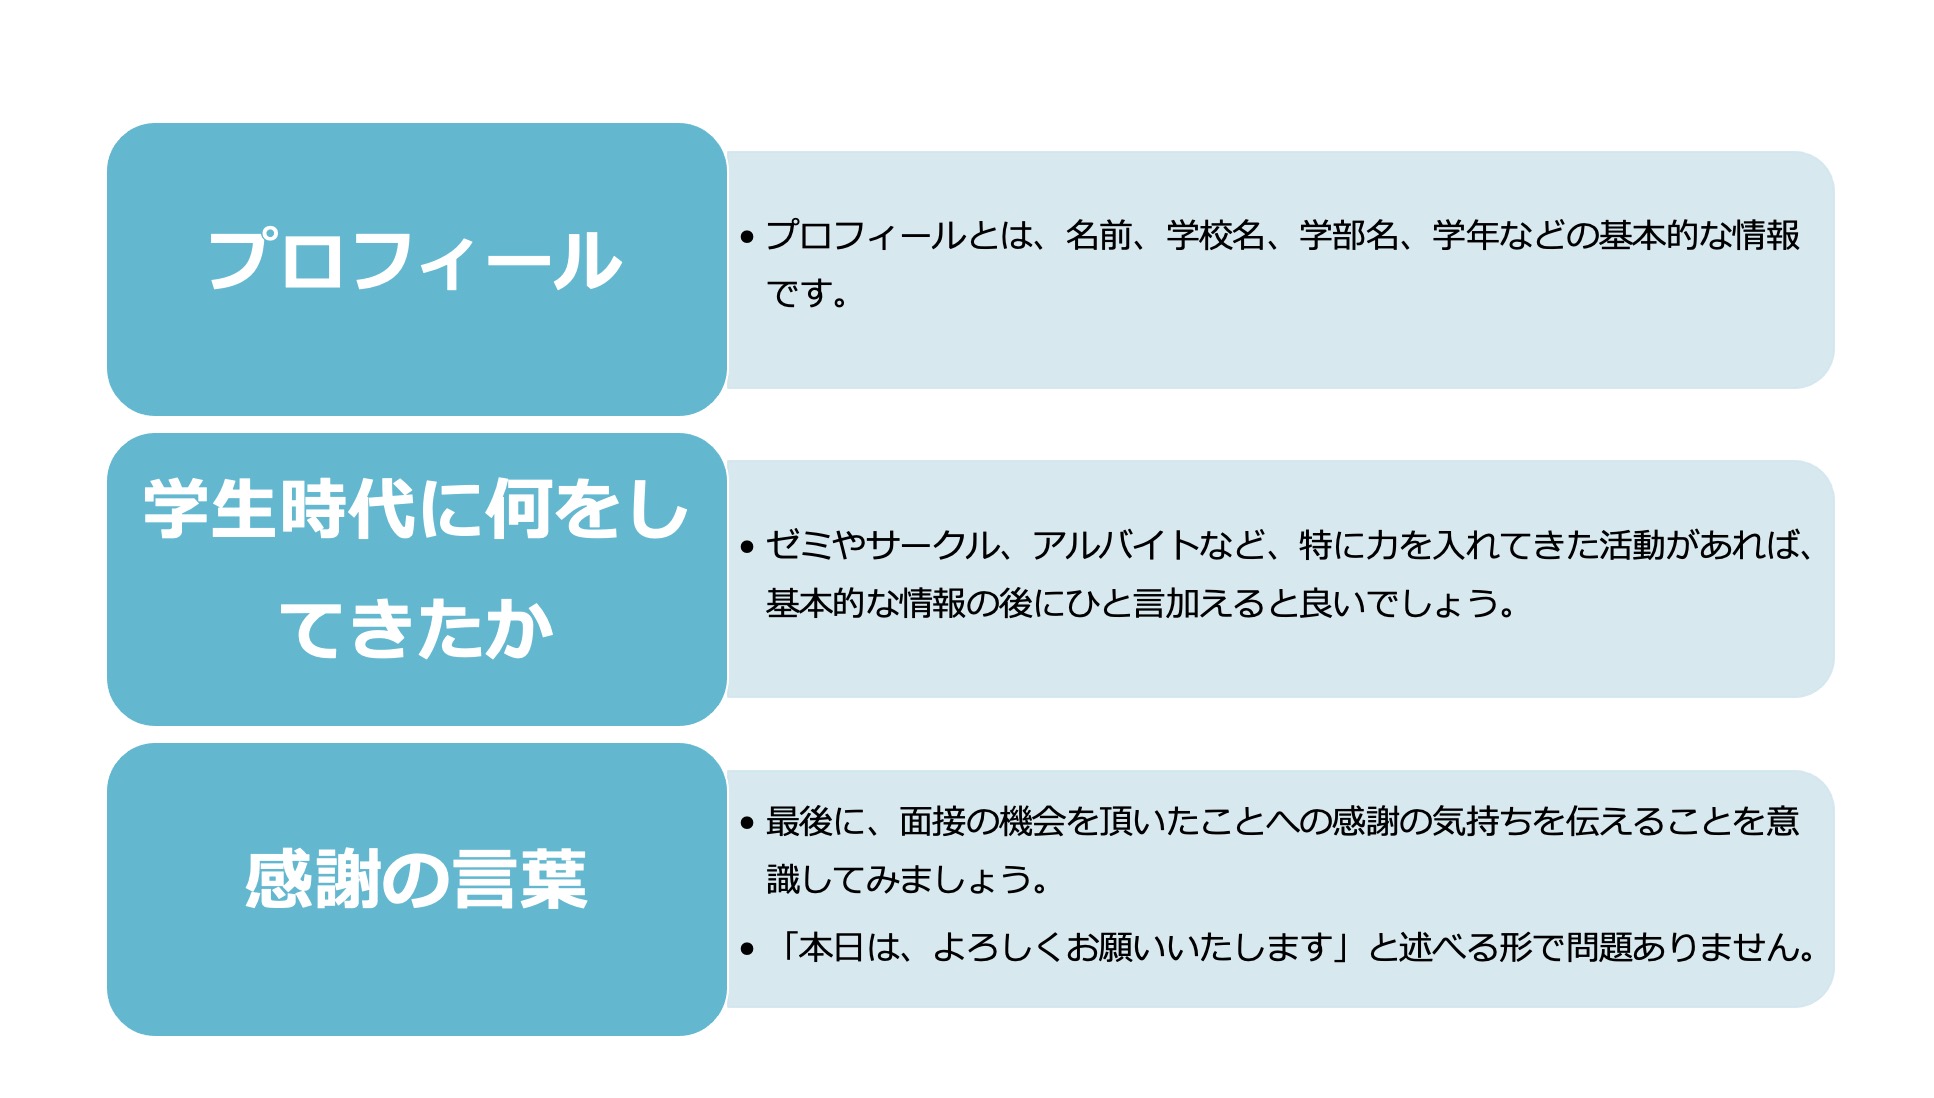 プロフィール
• プロフィールとは、名前、学校名、学部名、学年などの基本的な情報
です。
学生時代に何をし
てきたか
• ゼミやサークル、アルバイトなど、特に力を入れてきた活動があれば、
基本的な情報の後にひと言加えると良いでしょう。
感謝の言葉
• 最後に、面接の機会を頂いたことへの感謝の気持ちを伝えることを意
識してみましょう。
• 「本日は、よろしくお願いいたします」と述べる形で問題ありません。